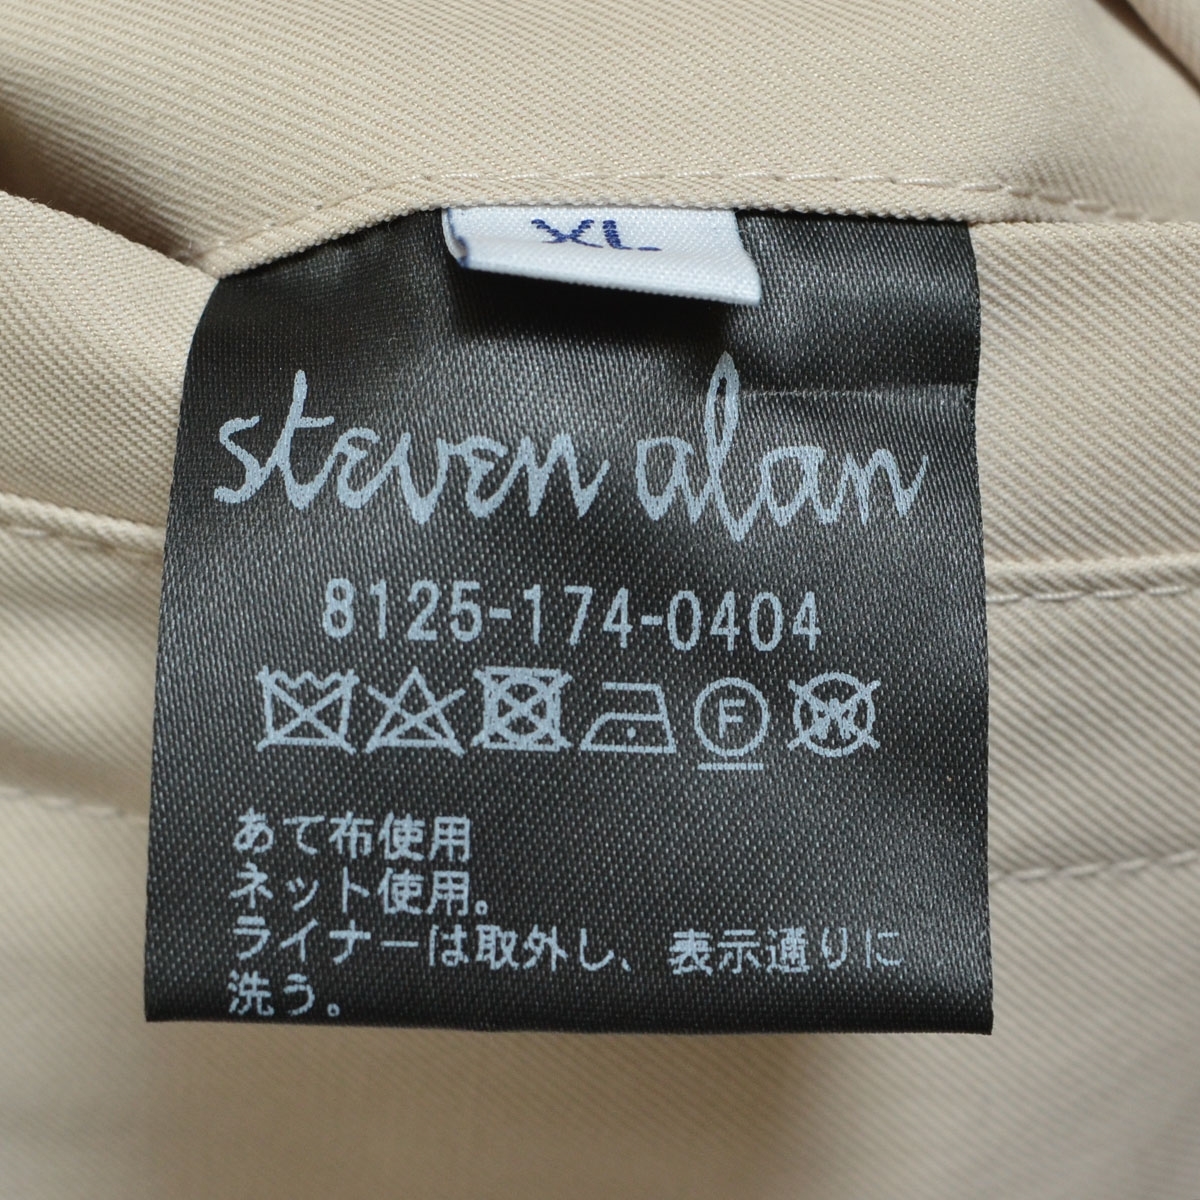 XL
steven alan
8125-174-0404
F
W
あて布使用
ネット使用。
ライナーは取外し、表示通りに
洗う。